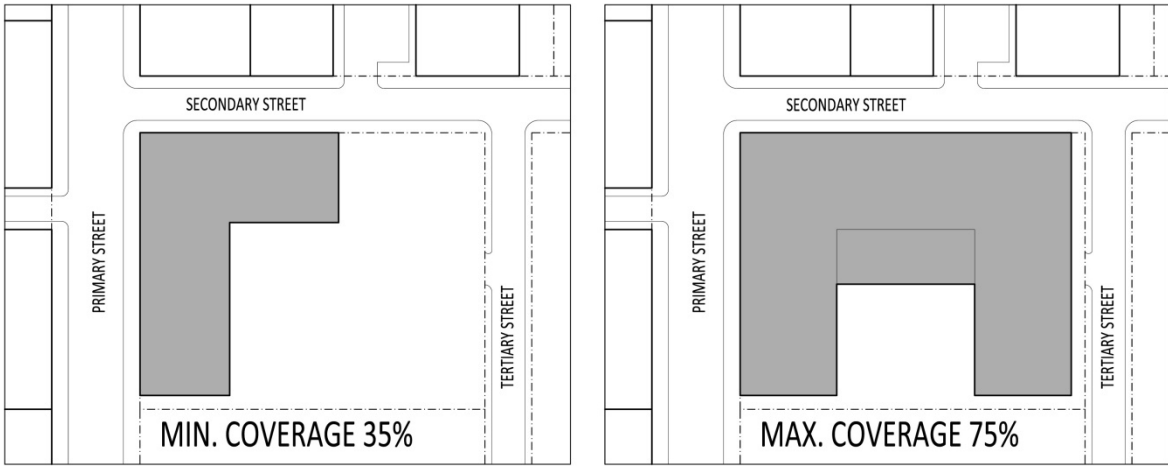 SECONDARY STREET
PRIMARY STREET
TERTIARY STREET
MIN. COVERAGE 35%
SECONDARY STREET
PRIMARY STREET
TERTIARY STREET
MAX. COVERAGE 75%